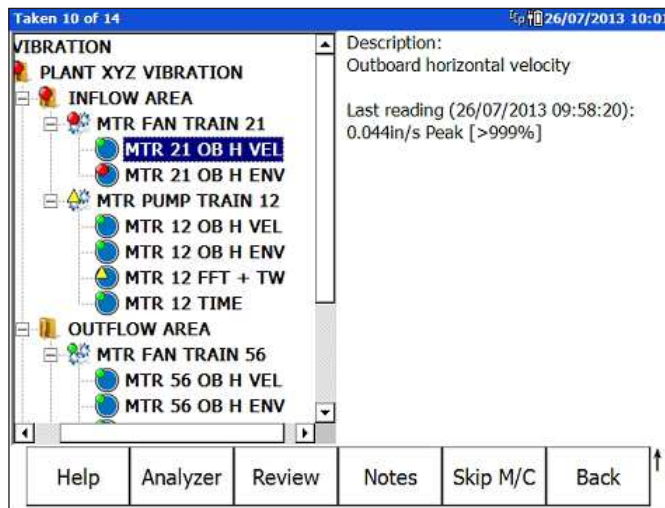 Taken 10 of 14
26/07/2013 10:01
VIBRATION
PLANT XYZ VIBRATION
INFLOW AREA
MTR FAN TRAIN 21
MTR 21 OB H VEL
MTR 21 OB H ENV
MTR PUMP TRAIN 12
MTR 12 OB H VEL
MTR 12 OB H ENV
MTR 12 FFT + TW
MTR 12 TIME
OUTFLOW AREA
MTR FAN TRAIN 56
MTR 56 OB H VEL
MTR 56 OB H ENV
Description:
Outboard horizontal velocity
Last reading (26/07/2013 09:58:20):
0.044in/s Peak [>999%]
Help
Analyzer
Review
Notes
Skip M/C
Back